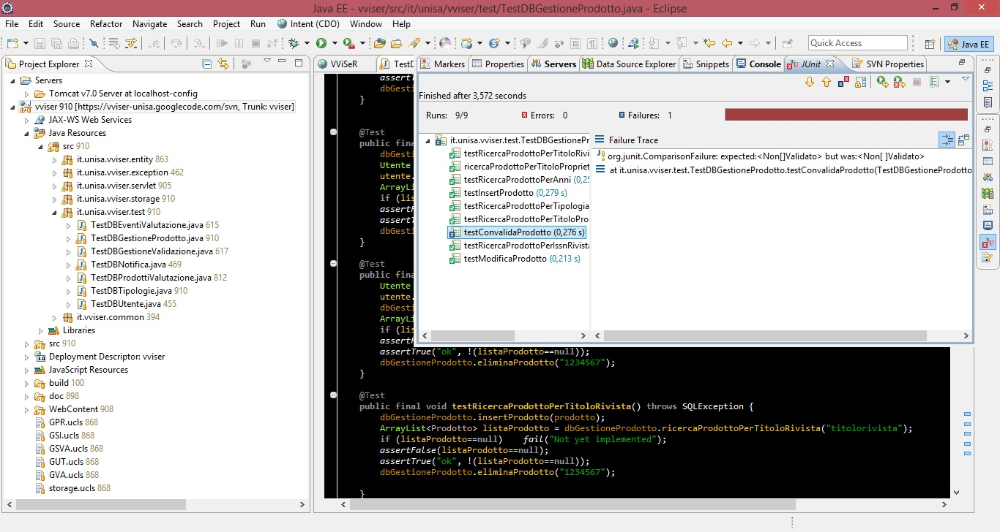 Java EE - vviser/src/it/unisa/vviser/test/TestDBGestioneProdotto.java - Eclipse
File Edit Source Refactor Navigate Search Project Run Intent (CDO) Window Help
Quick Access
Java EE
Project Explorer
Servers
Tomcat v7.0 Server at localhost-config
vviser 910 [https://vviser-unisa.googlecode.com/svn, Trunk: vviser]
JAX-WS Web Services
Java Resources
src 910
it.unisa.vviser.entity 863
it.unisa.vviser.exception 462
it.unisa.vviser.servlet 905
it.unisa.vviser.storage 910
it.unisa.vviser.test 910
TestDBEventiValutazione.java 615
TestDBGestioneProdotto.java 910
TestDBGestioneValidazione.java 617
TestDBNotifica.java 469
TestDBProdottiValutazione.java 812
TestDBTipologie.java 910
TestDBUtente.java 455
it.vviser.common 394
Libraries
src 910
Deployment Descriptor: vviser
JavaScript Resources
build 100
doc 898
WebContent 908
GPR.ucls 868
GSI.ucls 868
GSVA.ucls 868
GUT.ucls 868
GVA.ucls 868
storage.ucls 868
VViSeR TestD
assertT
dbGesti
}
@Test
public fina
dbGesti
Utente
utente.
ArrayLi
if (lis
assertF
assertT
dbGesti
}
@Test
public fina
Utente
utente.
dbGesti
ArrayLi
if (lis
assertF
assertTrue("ok", !(listaProdotto==null));
dbGestioneProdotto.eliminaProdotto("1234567");
}
@Test
public final void testRicercaProdottoPerTitoloRivista() throws SQLException {
dbGestioneProdotto.insertProdotto(prodotto);
ArrayList<Prodotto> listaProdotto = dbGestioneProdotto.ricercaProdottoPerTitoloRivista("titolorivista");
if (listaProdotto==null) fail("Not yet implemented");
assertFalse(listaProdotto==null);
assertTrue("ok", !(listaProdotto==null));
dbGestioneProdotto.eliminaProdotto("1234567");
}
Markers Properties Servers Data Source Explorer Snippets Console JUnit SVN Properties
Finished after 3,572 seconds
Runs: 9/9 Errors: 0 Failures: 1
it.unisa.vviser.test.TestDBGestionePr
testRicercaProdottoPerTitoloRivi
ricercaProdottoPerTitoloPropriet
testRicercaProdottoPerAnni (0,25
testInsertProdotto (0,279 s)
testRicercaProdottoPerTipologia
testRicercaProdottoPerTitoloPro
testConvalidaProdotto (0,276 s)
testRicercaProdottoPerIssnRivista
testModificaProdotto (0,213 s)
Failure Trace
org.junit.ComparisonFailure: expected:<Non[]Validato> but was:<Non[ ]Validato>
at it.unisa.vviser.test.TestDBGestioneProdotto.testConvalidaProdotto(TestDBGestioneProdotto